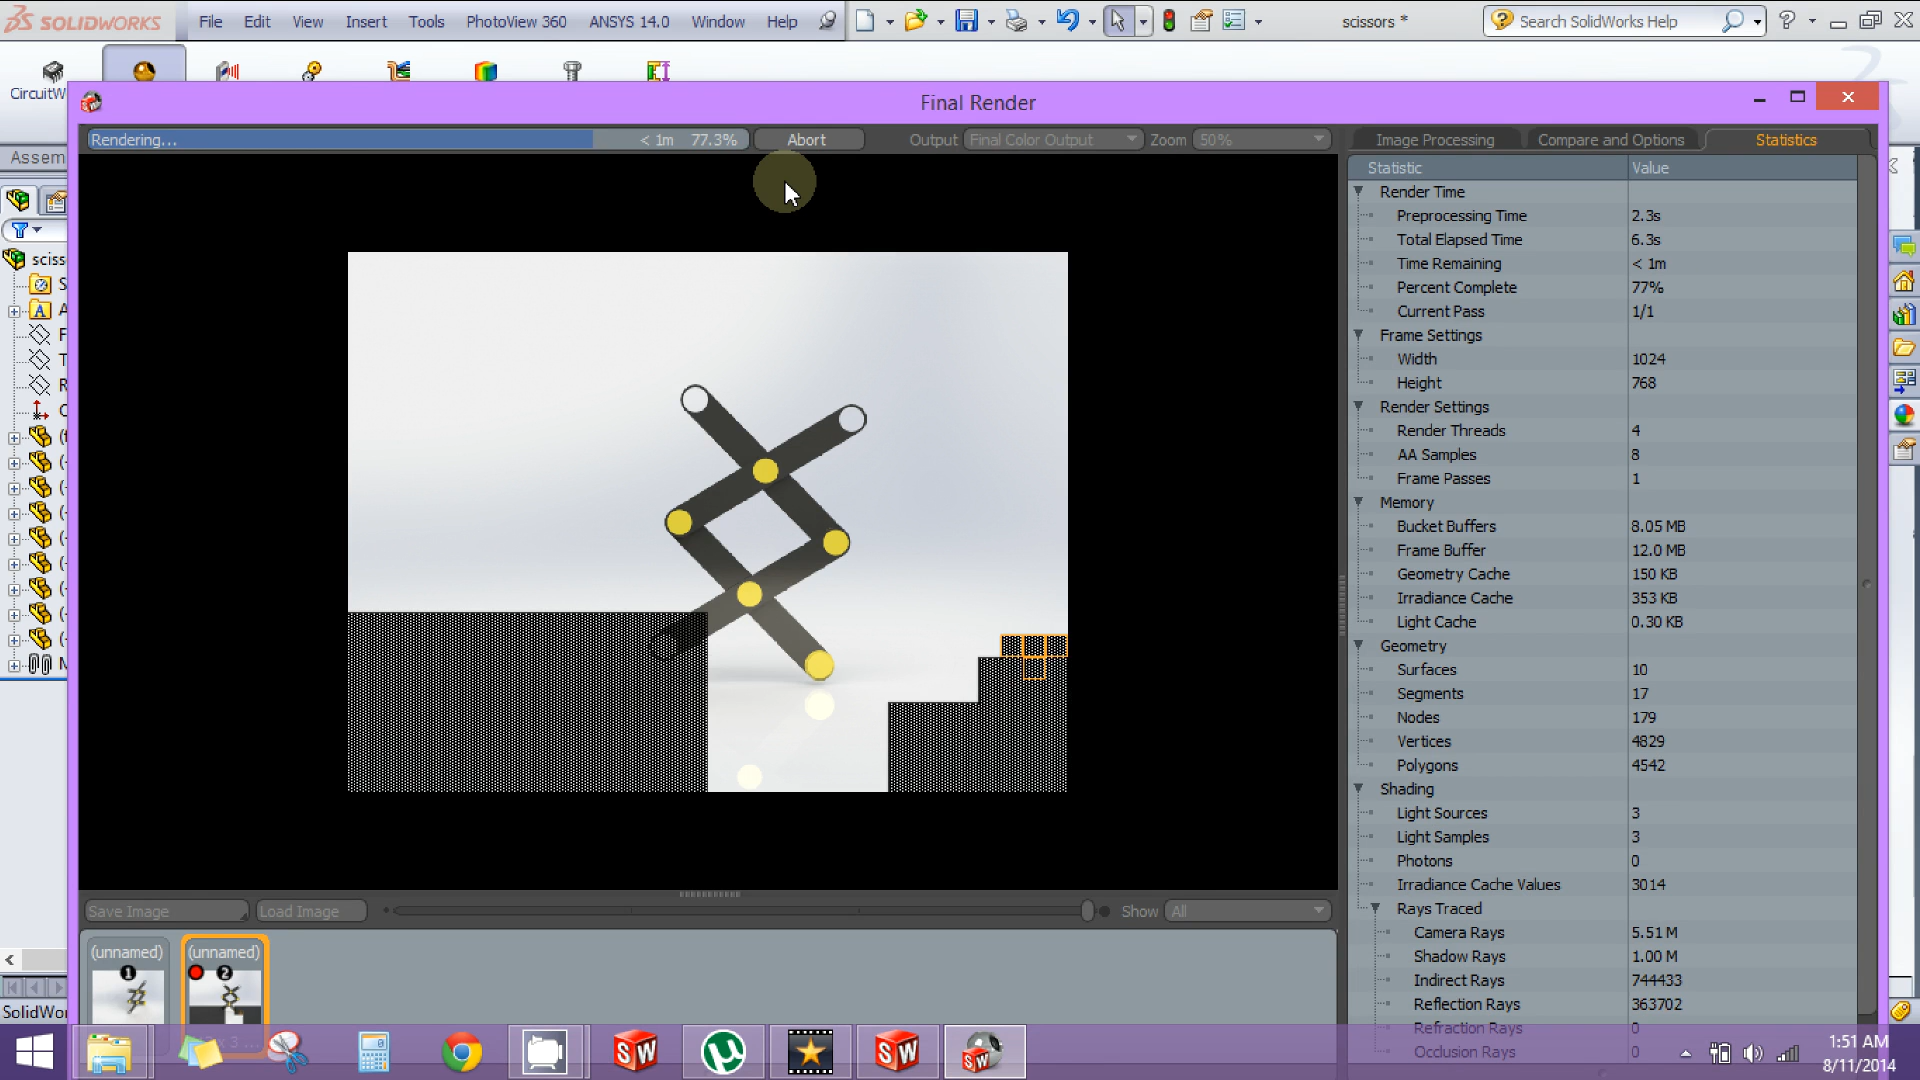 SOLIDWORKS File Edit View Insert Tools PhotoView 360 ANSYS 14.0 Window Help scissors * Search SolidWorks Help
CircuitW
Final Render
Rendering... < 1m 77.3% Abort Output Final Color Output Zoom 50% Image Processing Compare and Options Statistics
Assem
Statistic Value
Render Time
Preprocessing Time 2.3s
Total Elapsed Time 6.3s
Time Remaining < 1m
Percent Complete 77%
Current Pass 1/1
Frame Settings
Width 1024
Height 768
Render Settings
Render Threads 4
AA Samples 8
Frame Passes 1
Memory
Bucket Buffers 8.05 MB
Frame Buffer 12.0 MB
Geometry Cache 150 KB
Irradiance Cache 353 KB
Light Cache 0.30 KB
Geometry
Surfaces 10
Segments 17
Nodes 179
Vertices 4829
Polygons 4542
Shading
Light Sources 3
Light Samples 3
Photons 0
Irradiance Cache Values 3014
Rays Traced
Camera Rays 5.51 M
Shadow Rays 1.00 M
Indirect Rays 744433
Reflection Rays 363702
Refraction Rays 0
Occlusion Rays 0
sciss
S
A
F
T
R
O
(f
(-
(-
(-
(-
(-
(-
(-
(-
M
Save Image Load Image Show All
(unnamed) (unnamed)
1 2
SolidWo
1:51 AM
8/11/2014